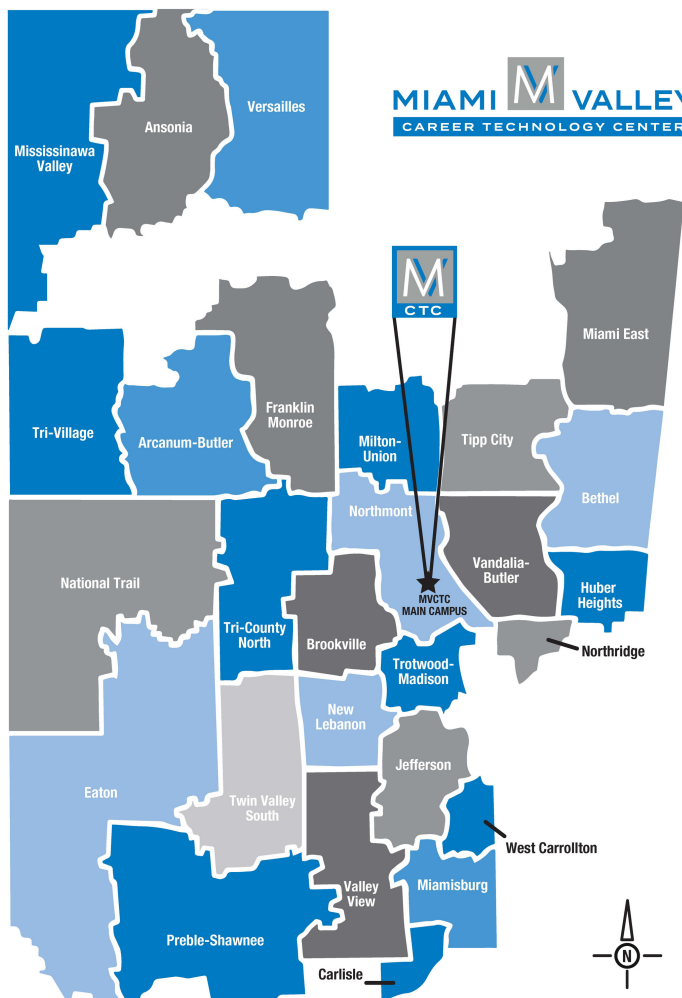 MIAMI VALLEY
CAREER TECHNOLOGY CENTER
Versailles
Ansonia
Mississinawa
Valley
CTC
Miami East
Tri-Village
Arcanum-Butler
Franklin
Monroe
Milton-
Union
Tipp City
Bethel
Northmont
National Trail
Vandalia-
Butler
Huber
Heights
MVCTC
MAIN CAMPUS
Tri-County
North
Brookville
Northridge
Trotwood-
Madison
New
Lebanon
Jefferson
Eaton
Twin Valley
South
West Carrollton
Valley
View
Miamisburg
Preble-Shawnee
Carlisle
N